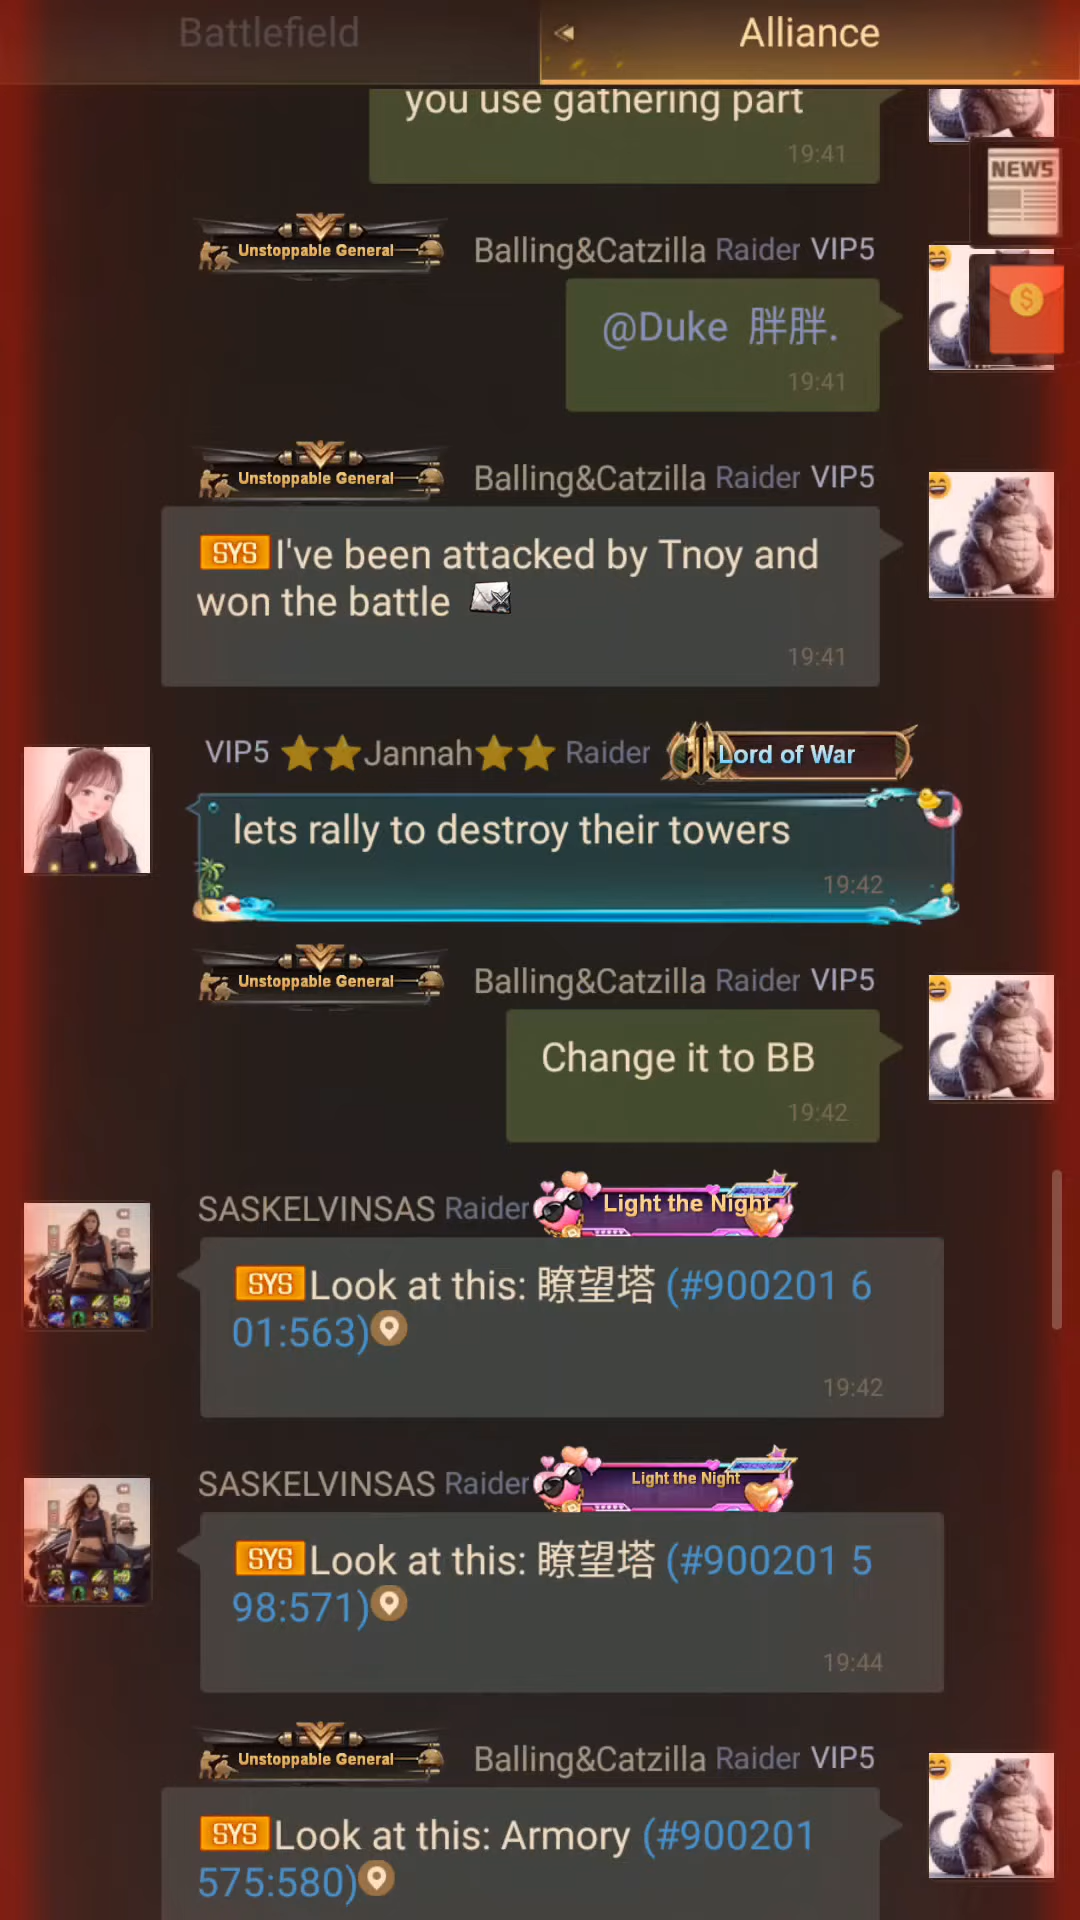 Battlefield
Alliance
you use gathering part
19:41
NEWS
Unstoppable General
Balling&Catzilla Raider VIP5
@Duke 胖胖.
19:41
Unstoppable General
Balling&Catzilla Raider VIP5
SYS I've been attacked by Tnoy and
won the battle
19:41
VIP5 Jannah Raider Lord of War
lets rally to destroy their towers
19:42
Unstoppable General
Balling&Catzilla Raider VIP5
Change it to BB
19:42
SASKELVINSAS Raider Light the Night
SYS Look at this: 瞭望塔 (#900201 6
01:563)
19:42
SASKELVINSAS Raider Light the Night
SYS Look at this: 瞭望塔 (#900201 5
98:571)
19:44
Unstoppable General
Balling&Catzilla Raider VIP5
SYS Look at this: Armory (#900201
575:580)